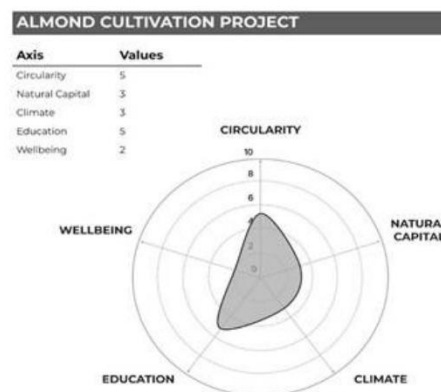 ALMOND CULTIVATION PROJECT
Axis Values
Circularity 5
Natural Capital 3
Climate 3
Education 5
Wellbeing 2
CIRCULARITY
10
8
6
4
2
0
WELLBEING
NATURAL
CAPITAL
EDUCATION
CLIMATE